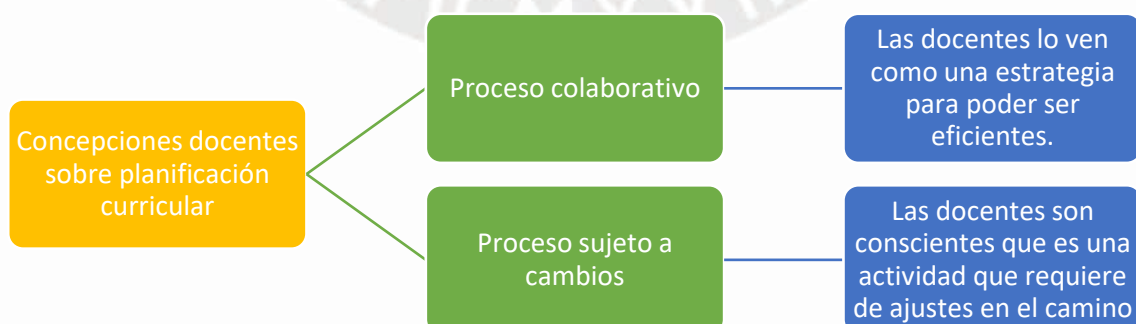 Concepciones docentes
sobre planificación
curricular
Proceso colaborativo
Las docentes lo ven
como una estrategia
para poder ser
eficientes.
Proceso sujeto a
cambios
Las docentes son
conscientes que es una
actividad que requiere
de ajustes en el camino